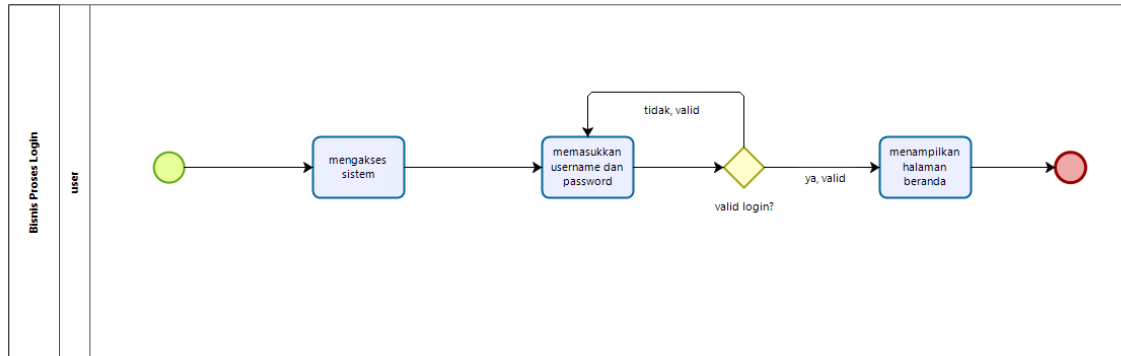 Bisnis Proses Login
user
mengakses
sistem
memasukkan
username dan
password
tidak, valid
valid login?
ya, valid
menampilkan
halaman
beranda